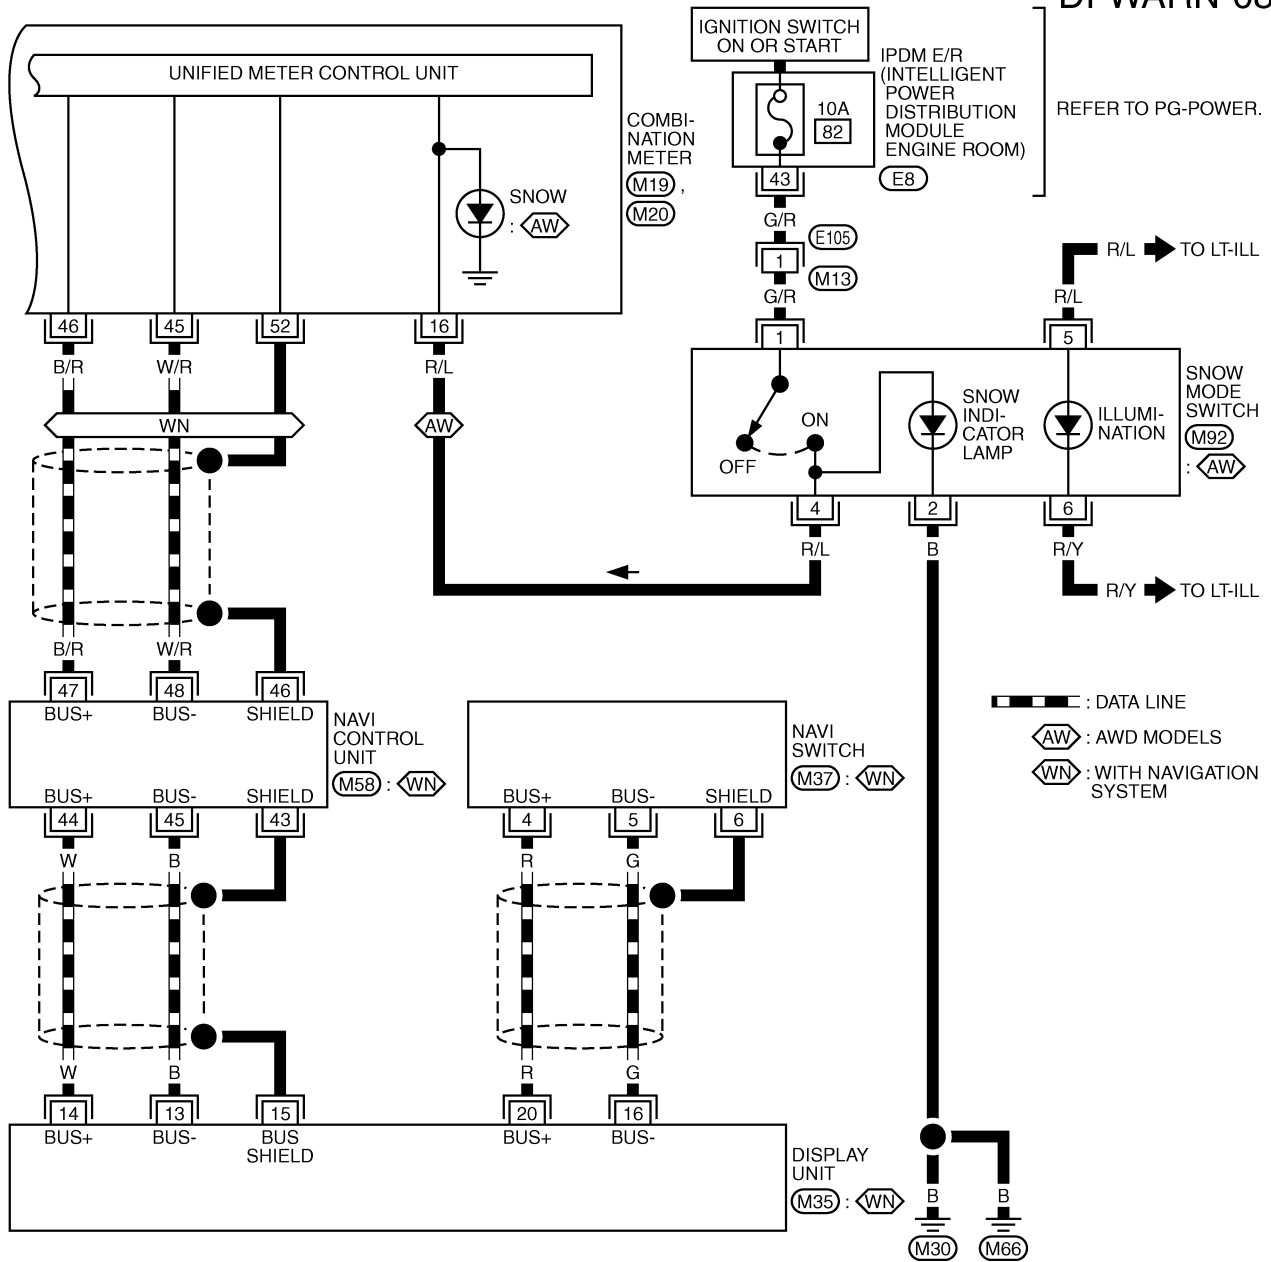 IGNITION SWITCH
ON OR START
IPDM E/R
(INTELLIGENT
POWER
DISTRIBUTION
MODULE
ENGINE ROOM)
E8
10A
82
43
REFER TO PG-POWER.
UNIFIED METER CONTROL UNIT
COMBI-
NATION
METER
M19 ,
M20
SNOW
: AW
G/R
E105
1
M13
G/R
R/L
TO LT-ILL
R/L
46
45
52
16
1
5
B/R
W/R
R/L
WN
AW
ON
OFF
SNOW
INDI-
CATOR
LAMP
ILLUMI-
NATION
SNOW
MODE
SWITCH
M92
: AW
4
2
6
R/L
B
R/Y
R/Y
TO LT-ILL
B/R
W/R
47
48
46
BUS+
BUS-
SHIELD
NAVI
CONTROL
UNIT
M58 : WN
BUS+
BUS-
SHIELD
44
45
43
NAVI
SWITCH
M37 : WN
BUS+
BUS-
SHIELD
4
5
6
: DATA LINE
AW : AWD MODELS
WN : WITH NAVIGATION
SYSTEM
W
B
R
G
W
B
R
G
14
13
15
20
16
BUS+
BUS-
BUS
SHIELD
BUS+
BUS-
DISPLAY
UNIT
M35 : WN
B
B
M30
M66